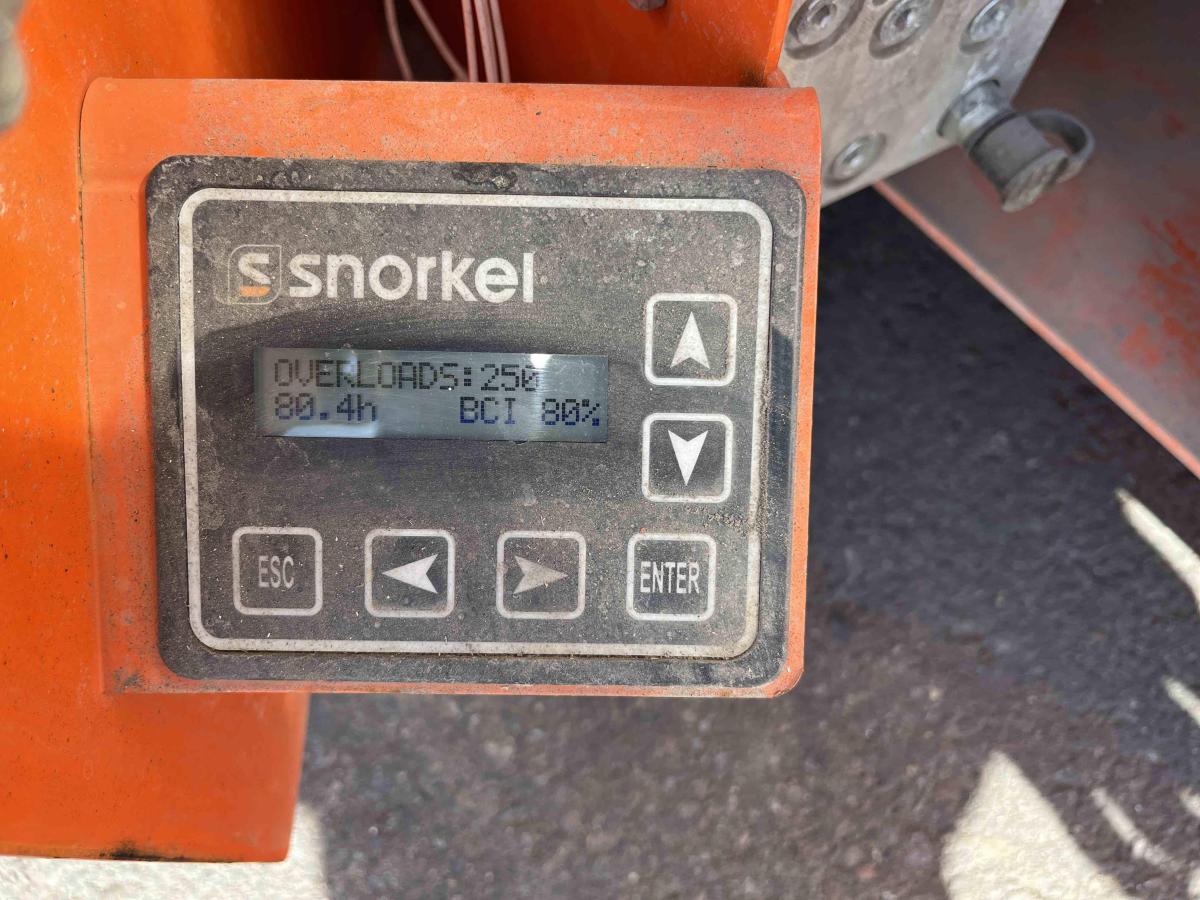 snorkel
OVERLOADS:250
80.4h BCI 80%
ESC
ENTER